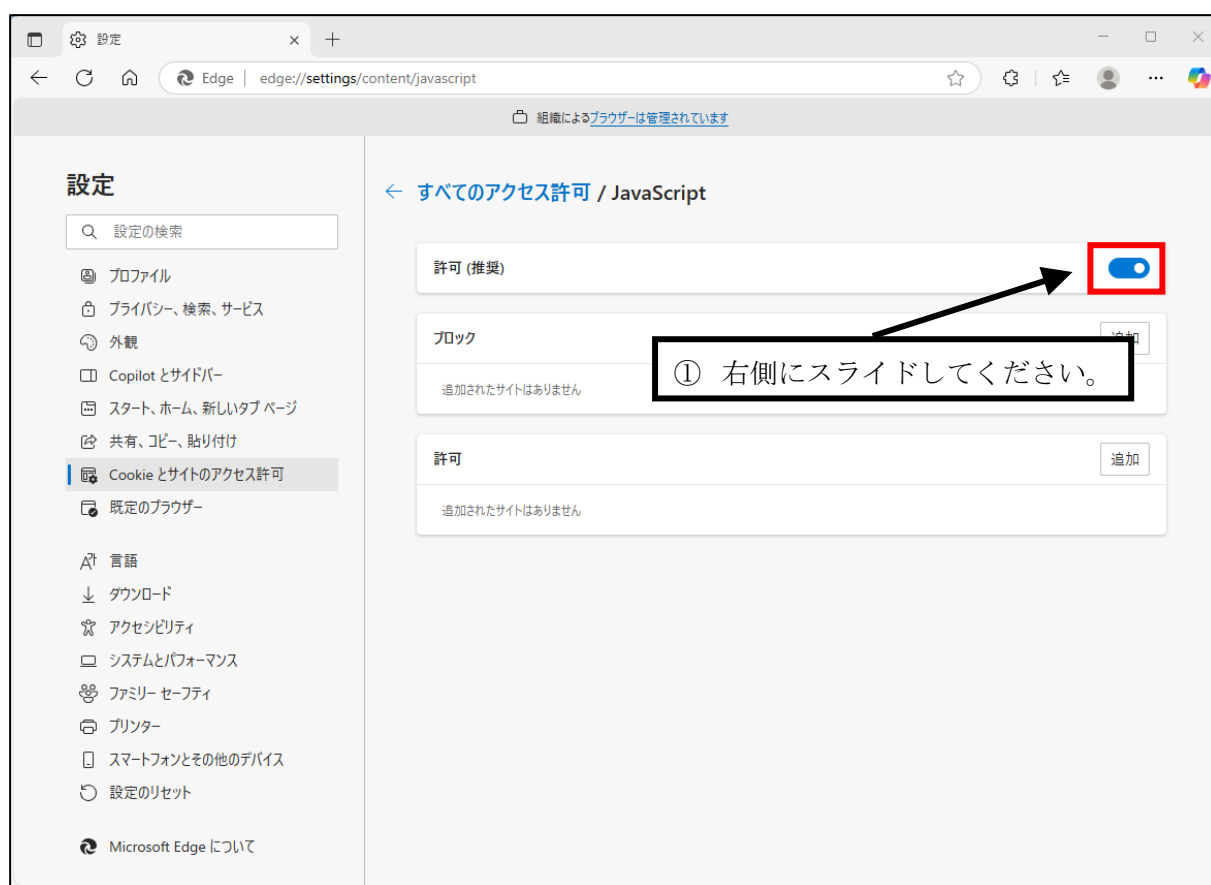 設定
Edge | edge://settings/content/javascript
組織によるブラウザーは管理されています
設定
設定の検索
プロファイル
プライバシー、検索、サービス
外観
Copilot とサイドバー
スタート、ホーム、新しいタブ ページ
共有、コピー、貼り付け
Cookie とサイトのアクセス許可
既定のブラウザー
言語
ダウンロード
アクセシビリティ
システムとパフォーマンス
ファミリー セーフティ
プリンター
スマートフォンとその他のデバイス
設定のリセット
Microsoft Edge について
すべてのアクセス許可 / JavaScript
許可 (推奨)
① 右側にスライドしてください。
ブロック
追加
追加されたサイトはありません
許可
追加
追加されたサイトはありません